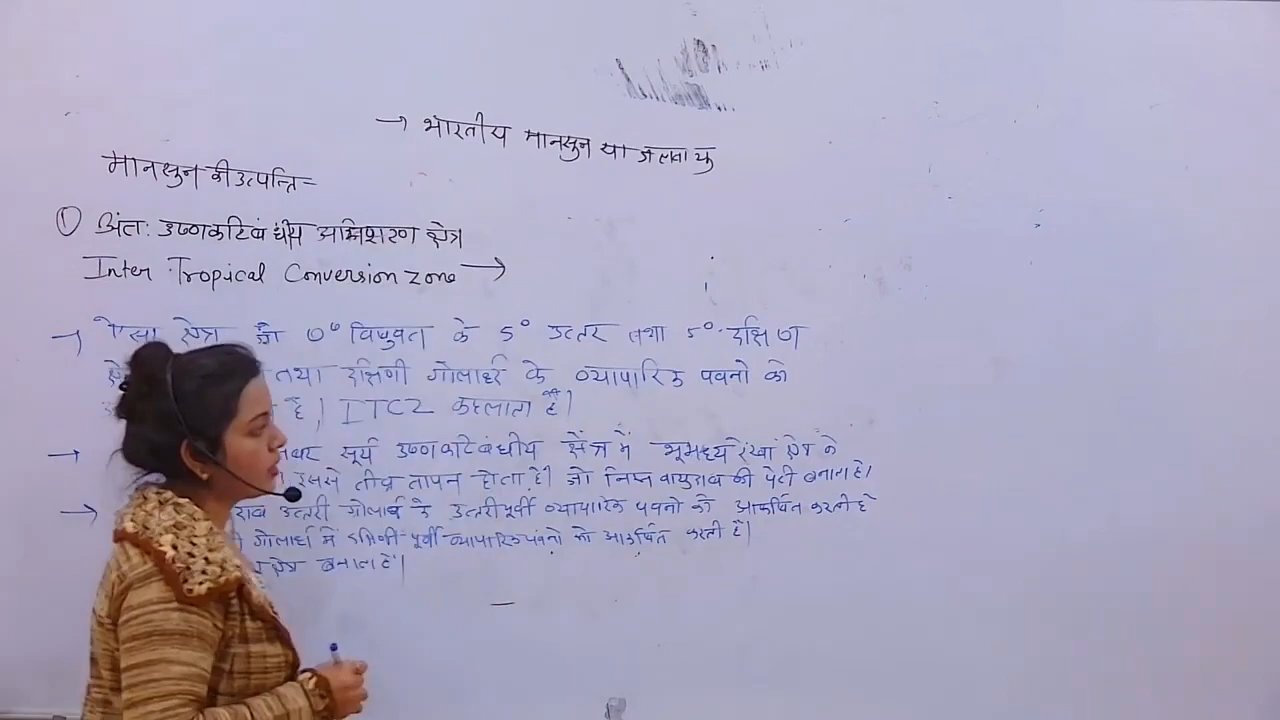 → भारतीय मानसुन या जलवायु
मानसुन की उत्पत्ति-
① अंत: उष्णकटिबंधीय अभिशरण क्षेत्र
Inter Tropical Conversion zone →
→ ऐसा क्षेत्र जो 0° विषुवत के 5° उत्तर तथा 5° दक्षिण
तथा दक्षिणी गोलार्ध के व्यापारिक पवनो को
है| ITCZ कहलाता है|
→ सूर्य उष्णकटिबंधीय क्षेत्र में भूमध्य रेखा क्षेत्र के
इससे तीव्र तापन होता है| जो निम्न वायुदाब की पेटी बनाता है|
→ उत्तरी गोलार्ध के उत्तरीपूर्वी व्यापारिक पवनो को आकर्षित करती है
गोलार्ध में दक्षिणी-पूर्वी व्यापारिक पवनो को आकर्षित करती है|
क्षेत्र बनाता है|